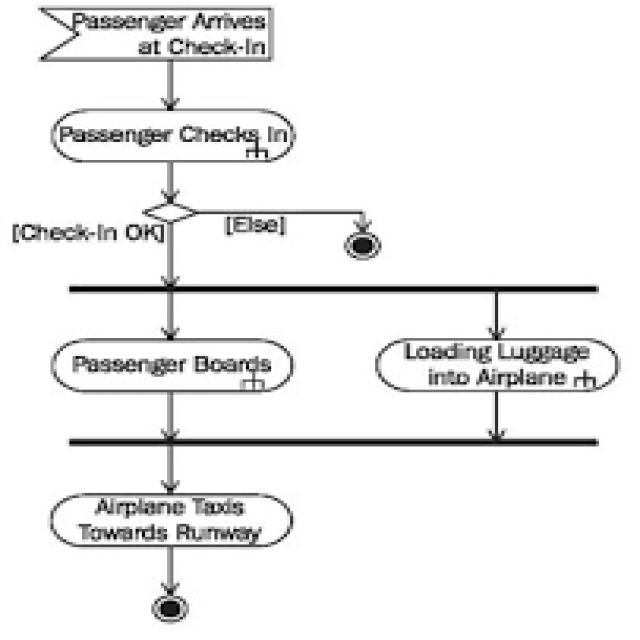 Passenger Arrives
at Check-In
Passenger Checks In
[Check-In OK]
[Else]
Passenger Boards
Loading Luggage
into Airplane
Airplane Taxis
Towards Runway